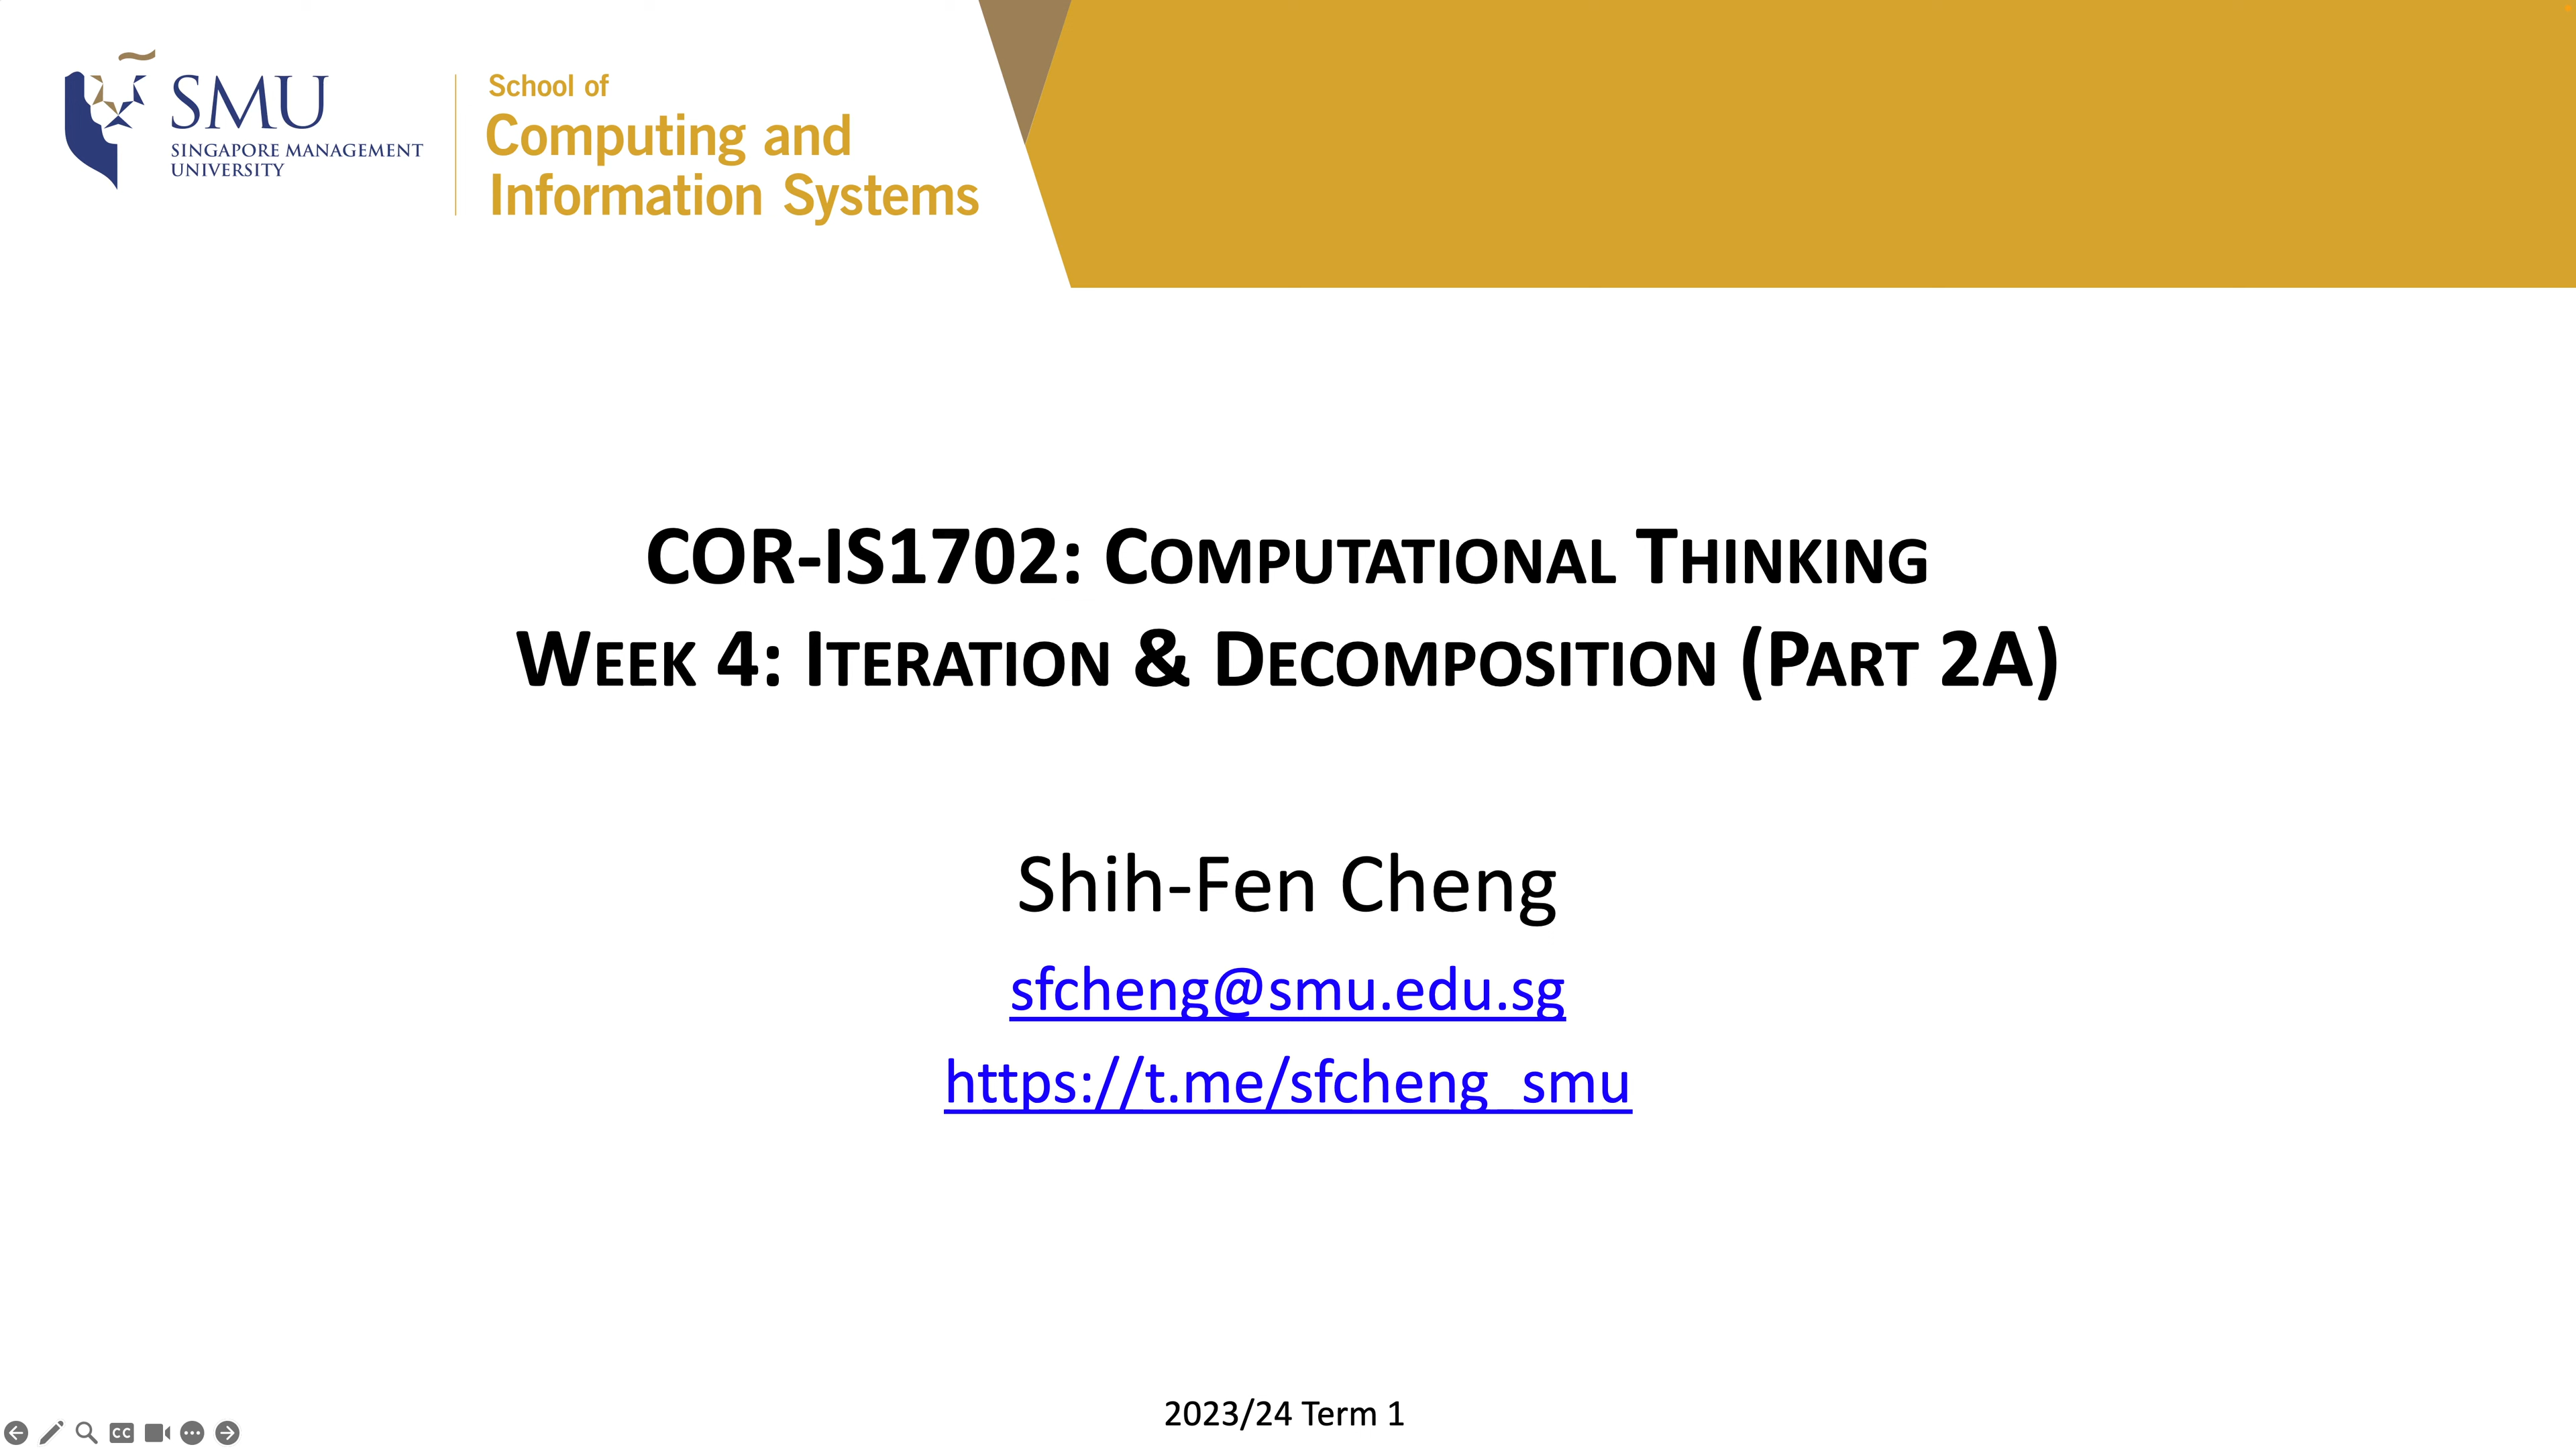 SMU
SINGAPORE MANAGEMENT
UNIVERSITY
School of
Computing and
Information Systems
COR-IS1702: COMPUTATIONAL THINKING
WEEK 4: ITERATION & DECOMPOSITION (PART 2A)
Shih-Fen Cheng
sfcheng@smu.edu.sg
https://t.me/sfcheng_smu
2023/24 Term 1
CC